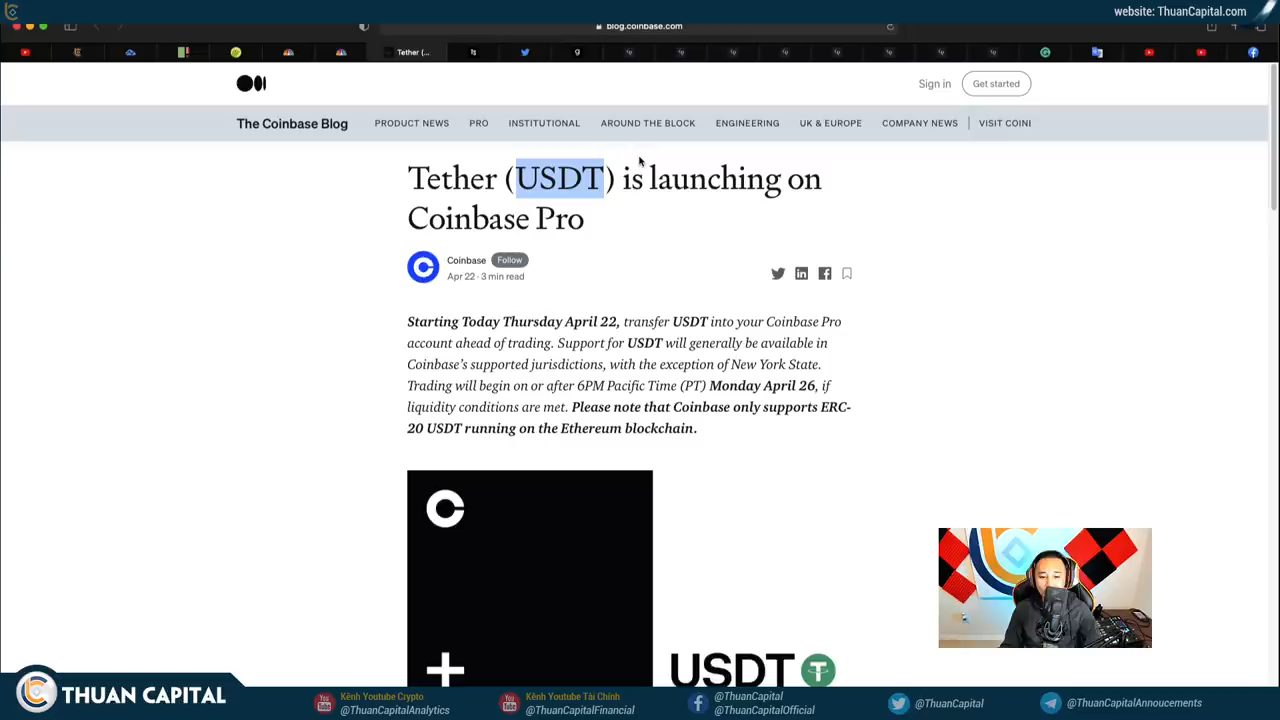 website: ThuanCapital.com
blog.coinbase.com
Tether (...
Sign in
Get started
The Coinbase Blog
PRODUCT NEWS
PRO
INSTITUTIONAL
AROUND THE BLOCK
ENGINEERING
UK & EUROPE
COMPANY NEWS
VISIT COINI
Tether (USDT) is launching on
Coinbase Pro
Coinbase
Follow
Apr 22 · 3 min read
Starting Today Thursday April 22, transfer USDT into your Coinbase Pro
account ahead of trading. Support for USDT will generally be available in
Coinbase's supported jurisdictions, with the exception of New York State.
Trading will begin on or after 6PM Pacific Time (PT) Monday April 26, if
liquidity conditions are met. Please note that Coinbase only supports ERC-
20 USDT running on the Ethereum blockchain.
USDT
THUAN CAPITAL
Kênh Youtube Crypto
@ThuanCapitalAnalytics
Kênh Youtube Tài Chính
@ThuanCapitalFinancial
@ThuanCapital
@ThuanCapitalOfficial
@ThuanCapital
@ThuanCapitalAnnoucements